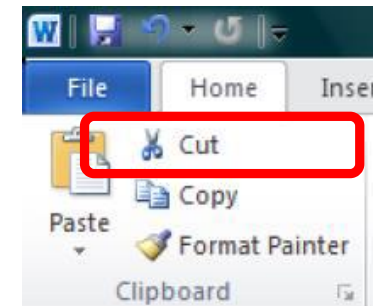 W
File Home Inser
Cut
Copy
Paste
Format Painter
Clipboard